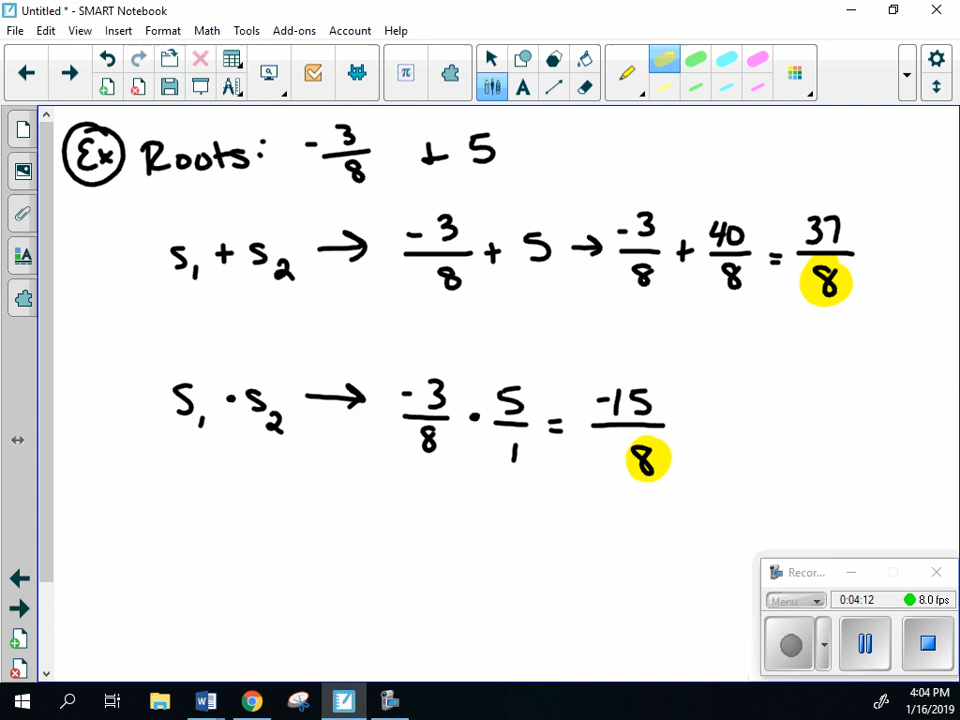 Untitled * - SMART Notebook
File Edit View Insert Format Math Tools Add-ons Account Help
Ex Roots: -3/8 + 5
s₁ + s₂ → -3/8 + 5 → -3/8 + 40/8 = 37/8
s₁ · s₂ → -3/8 · 5/1 = -15/8
Recor...
Menu 0:04:12 8.0 fps
4:04 PM
1/16/2019